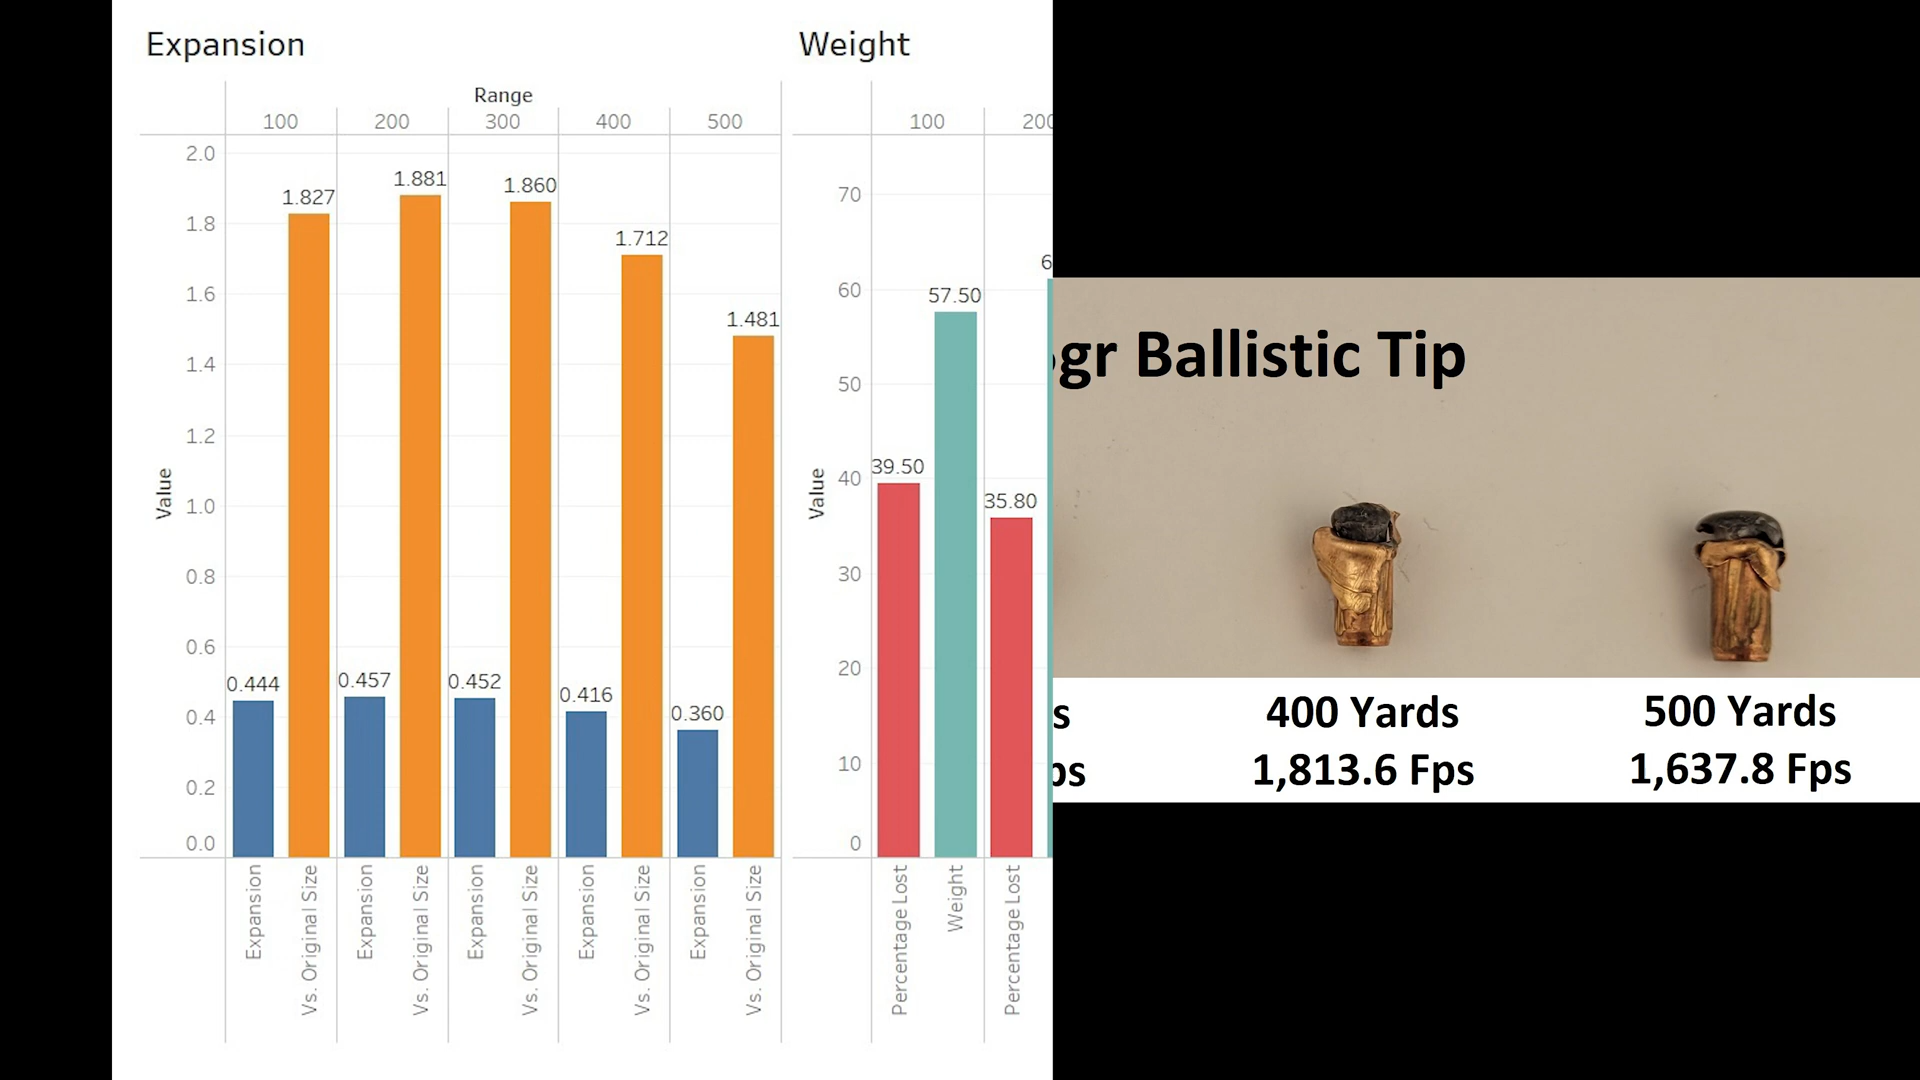 Expansion
Range
100 200 300 400 500
2.0
1.8
1.6
1.4
1.2
1.0
0.8
0.6
0.4
0.2
0.0
Value
0.444 1.827 0.457 1.881 0.452 1.860 0.416 1.712 0.360 1.481
Expansion Vs. Original Size Expansion Vs. Original Size Expansion Vs. Original Size Expansion Vs. Original Size Expansion Vs. Original Size
Weight
100
70
60
50
40
30
20
10
0
Value
39.50 57.50 35.80
Percentage Lost Weight Percentage Lost
gr Ballistic Tip
400 Yards
1,813.6 Fps
500 Yards
1,637.8 Fps